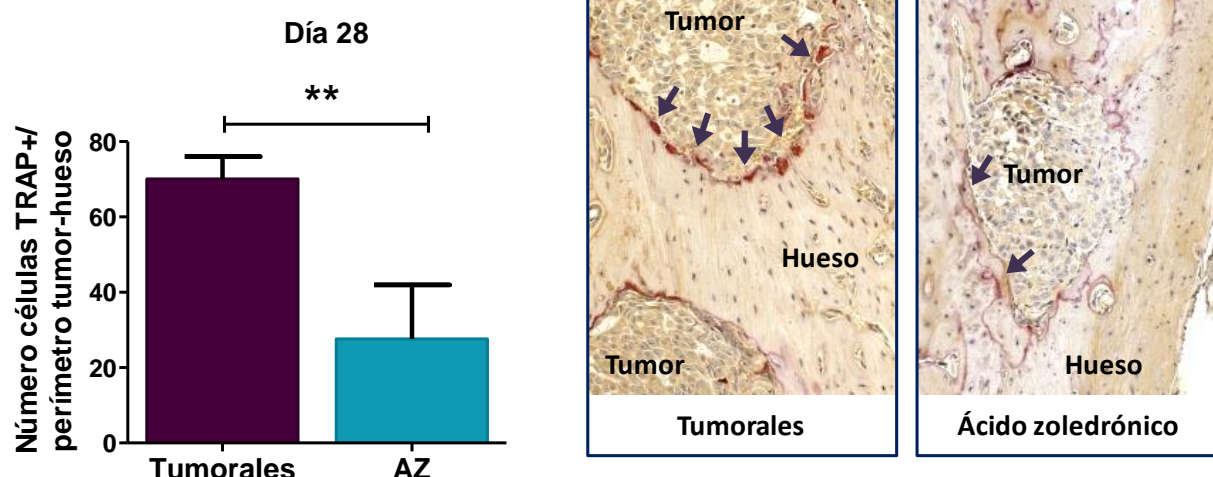 Día 28
**
Número células TRAP+/
perímetro tumor-hueso
80
60
40
20
0
Tumorales
AZ
Tumor
Hueso
Tumor
Tumorales
Tumor
Hueso
Ácido zoledrónico